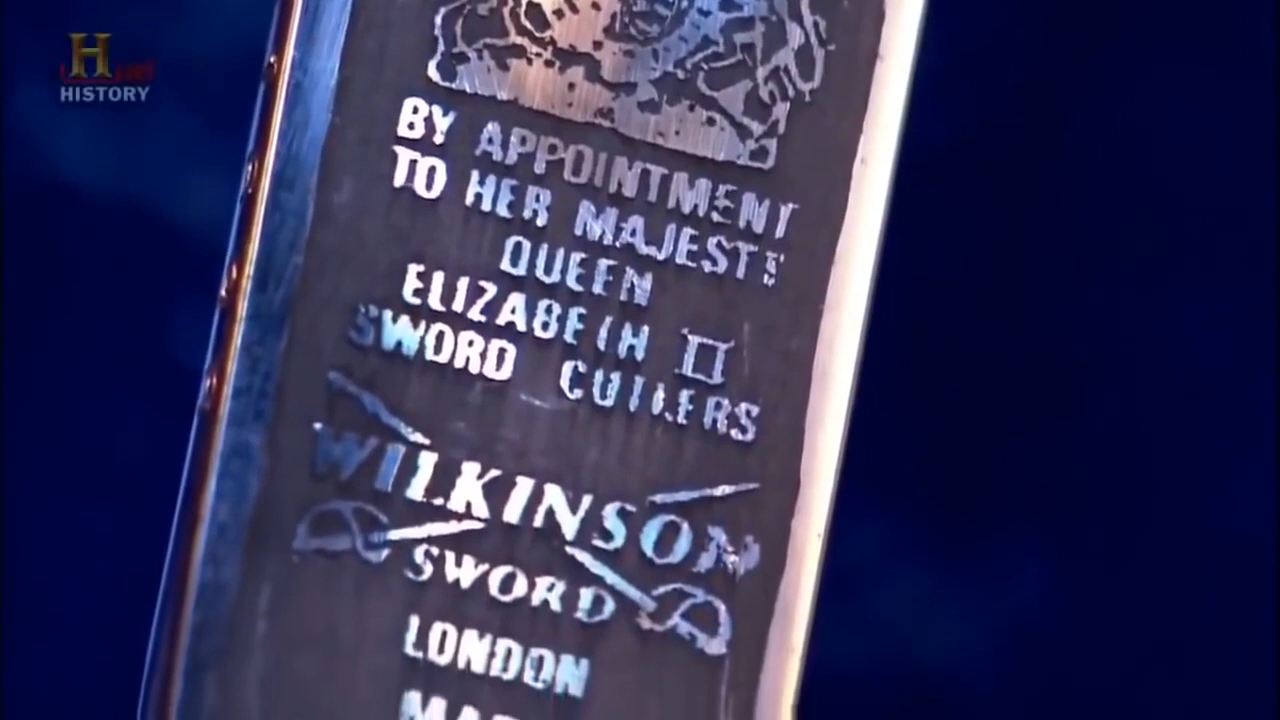 H
HISTORY
BY APPOINTMENT
TO HER MAJESTY
QUEEN
ELIZABETH II
SWORD CUTLERS
WILKINSON
SWORD
LONDON